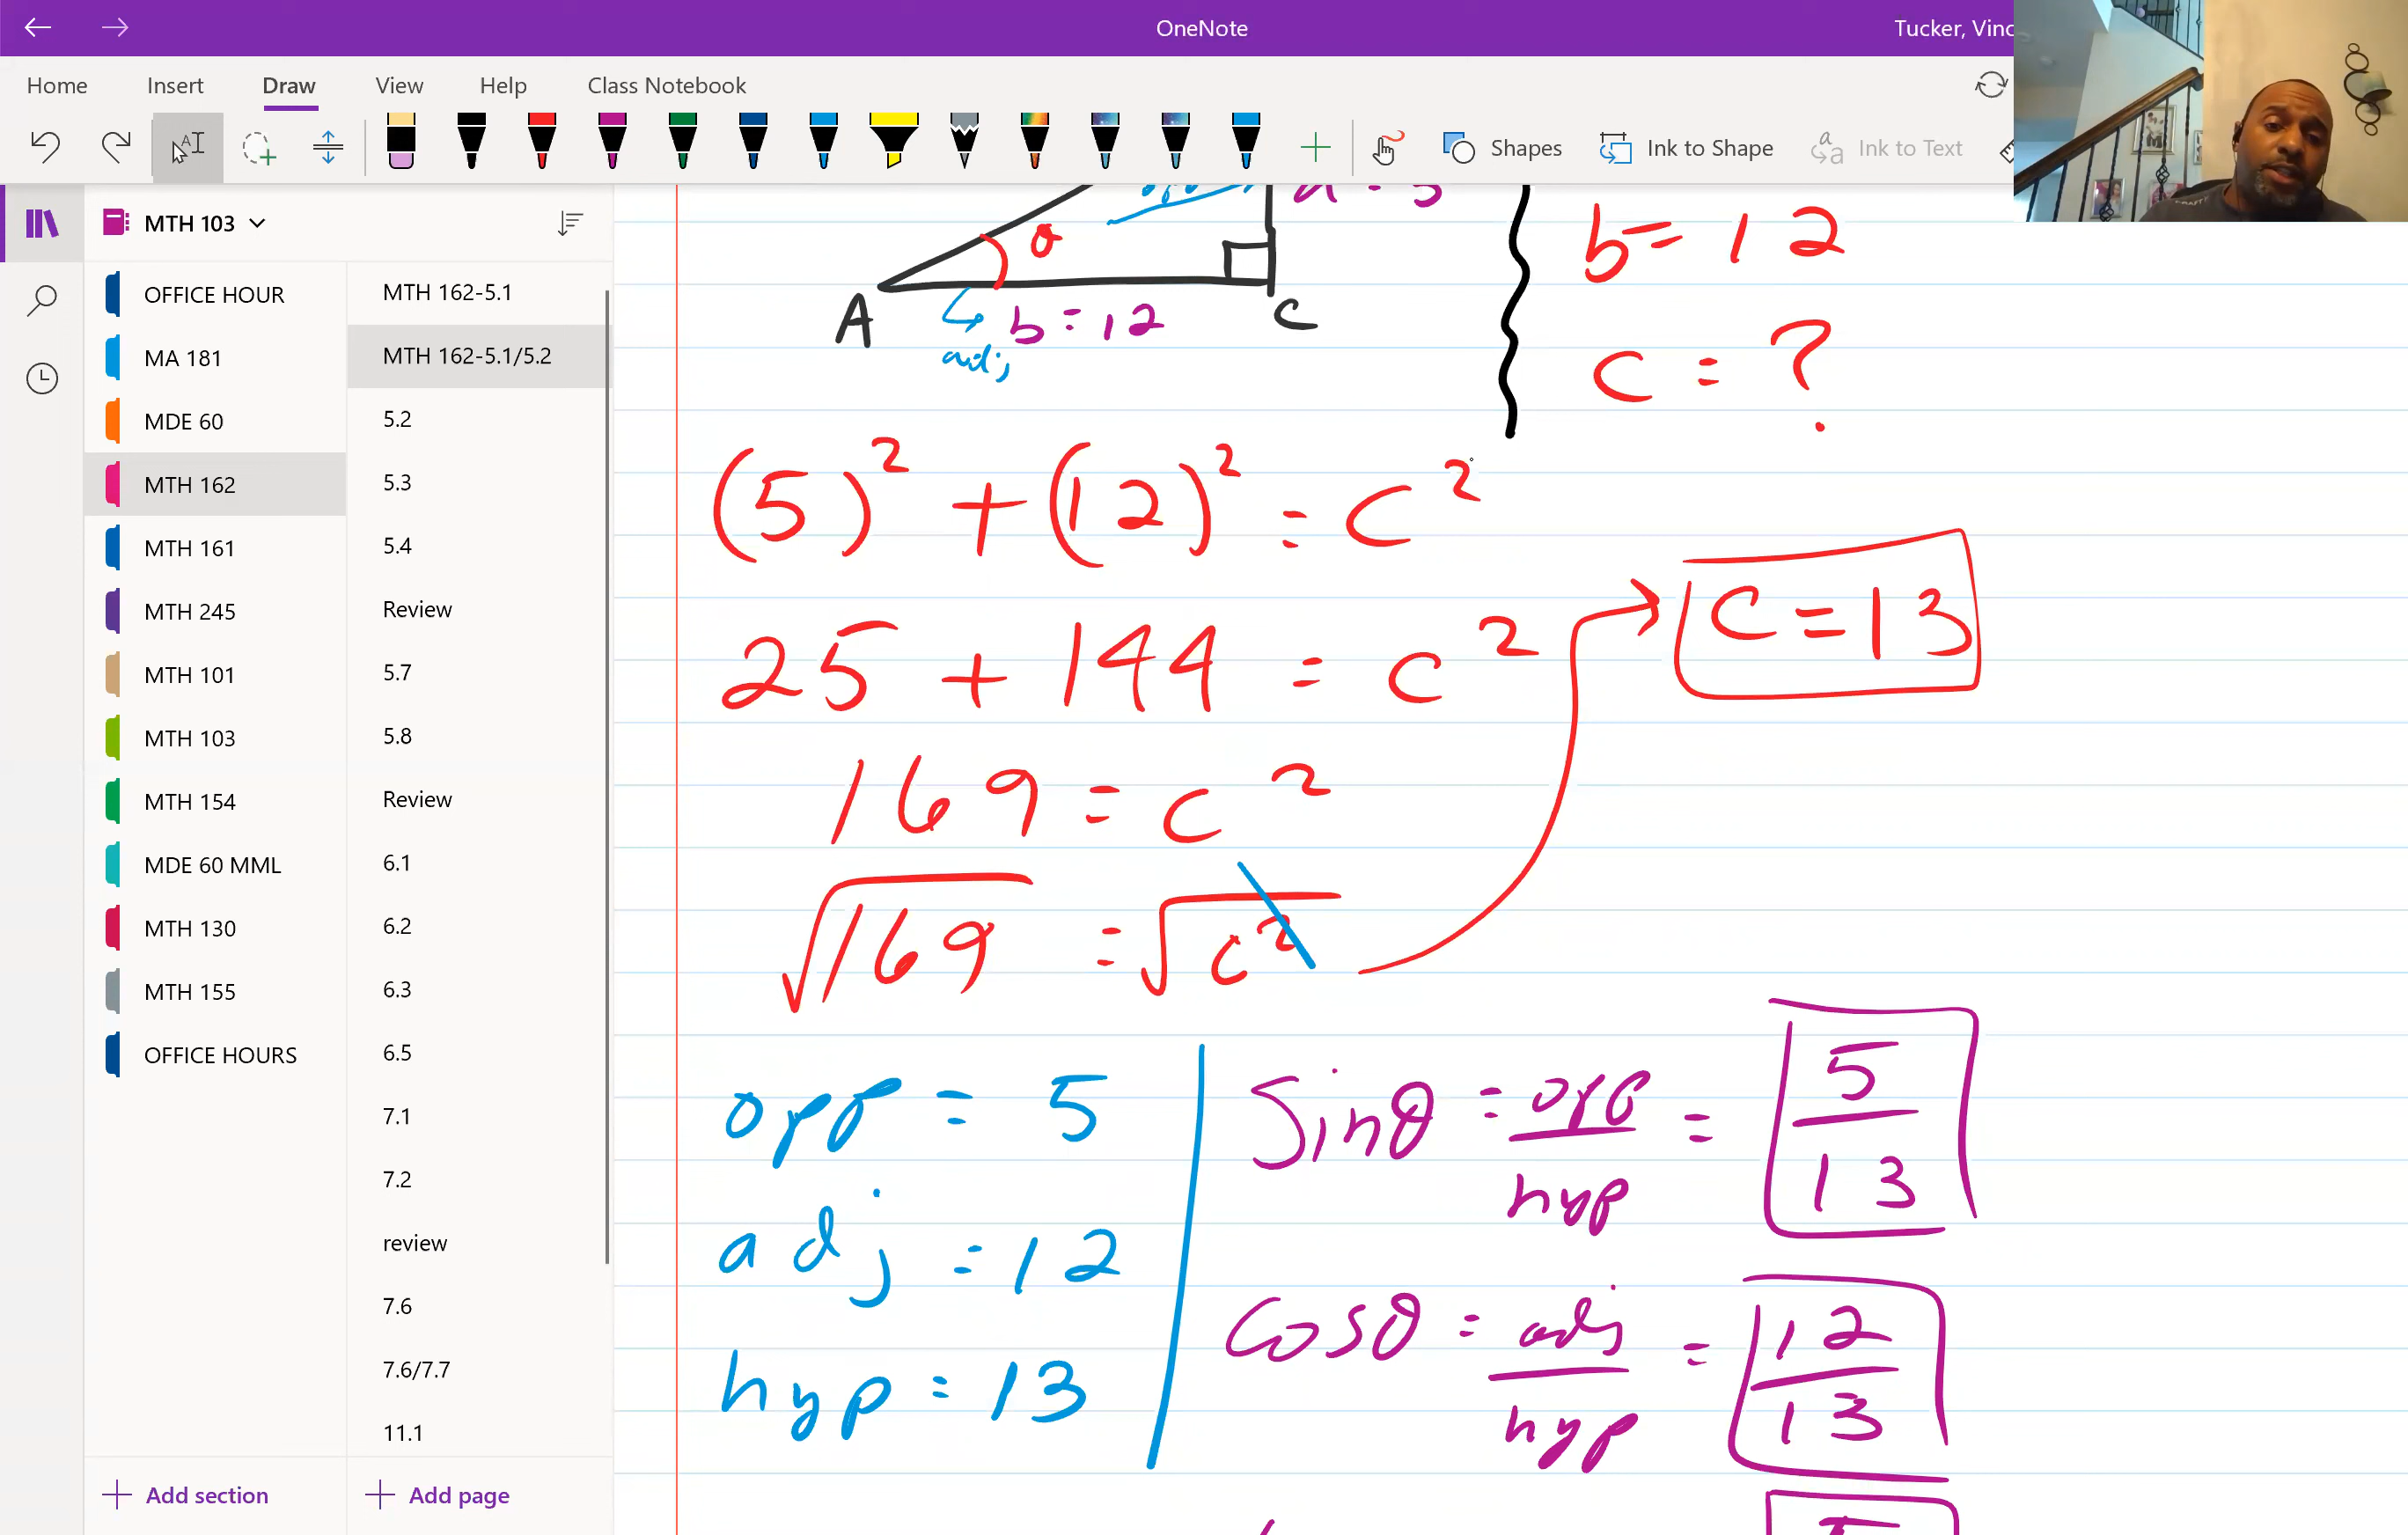 OneNote
Tucker, Vinc
Home Insert Draw View Help Class Notebook
Shapes Ink to Shape Ink to Text
MTH 103
OFFICE HOUR
MA 181
MDE 60
MTH 162
MTH 161
MTH 245
MTH 101
MTH 103
MTH 154
MDE 60 MML
MTH 130
MTH 155
OFFICE HOURS
Add section
MTH 162-5.1
MTH 162-5.1/5.2
5.2
5.3
5.4
Review
5.7
5.8
Review
6.1
6.2
6.3
6.5
7.1
7.2
review
7.6
7.6/7.7
11.1
Add page
θ
A b = 12 C
adj
b = 12
c = ?
(5)² + (12)² = c²
25 + 144 = c²
169 = c²
√169 = √c²
C = 13
opp = 5
adj = 12
hyp = 13
Sinθ = opp/hyp = 5/13
Cosθ = adj/hyp = 12/13